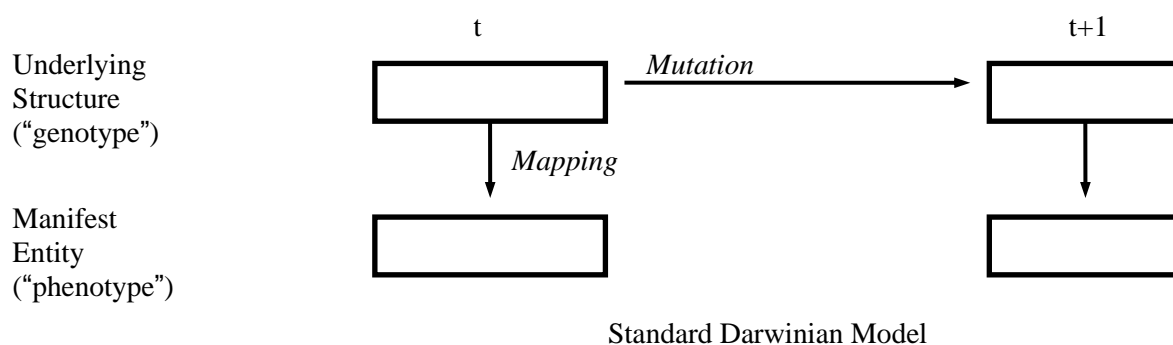 t
t+1
Underlying
Structure
(“genotype”)
Mutation
Mapping
Manifest
Entity
(“phenotype”)
Standard Darwinian Model